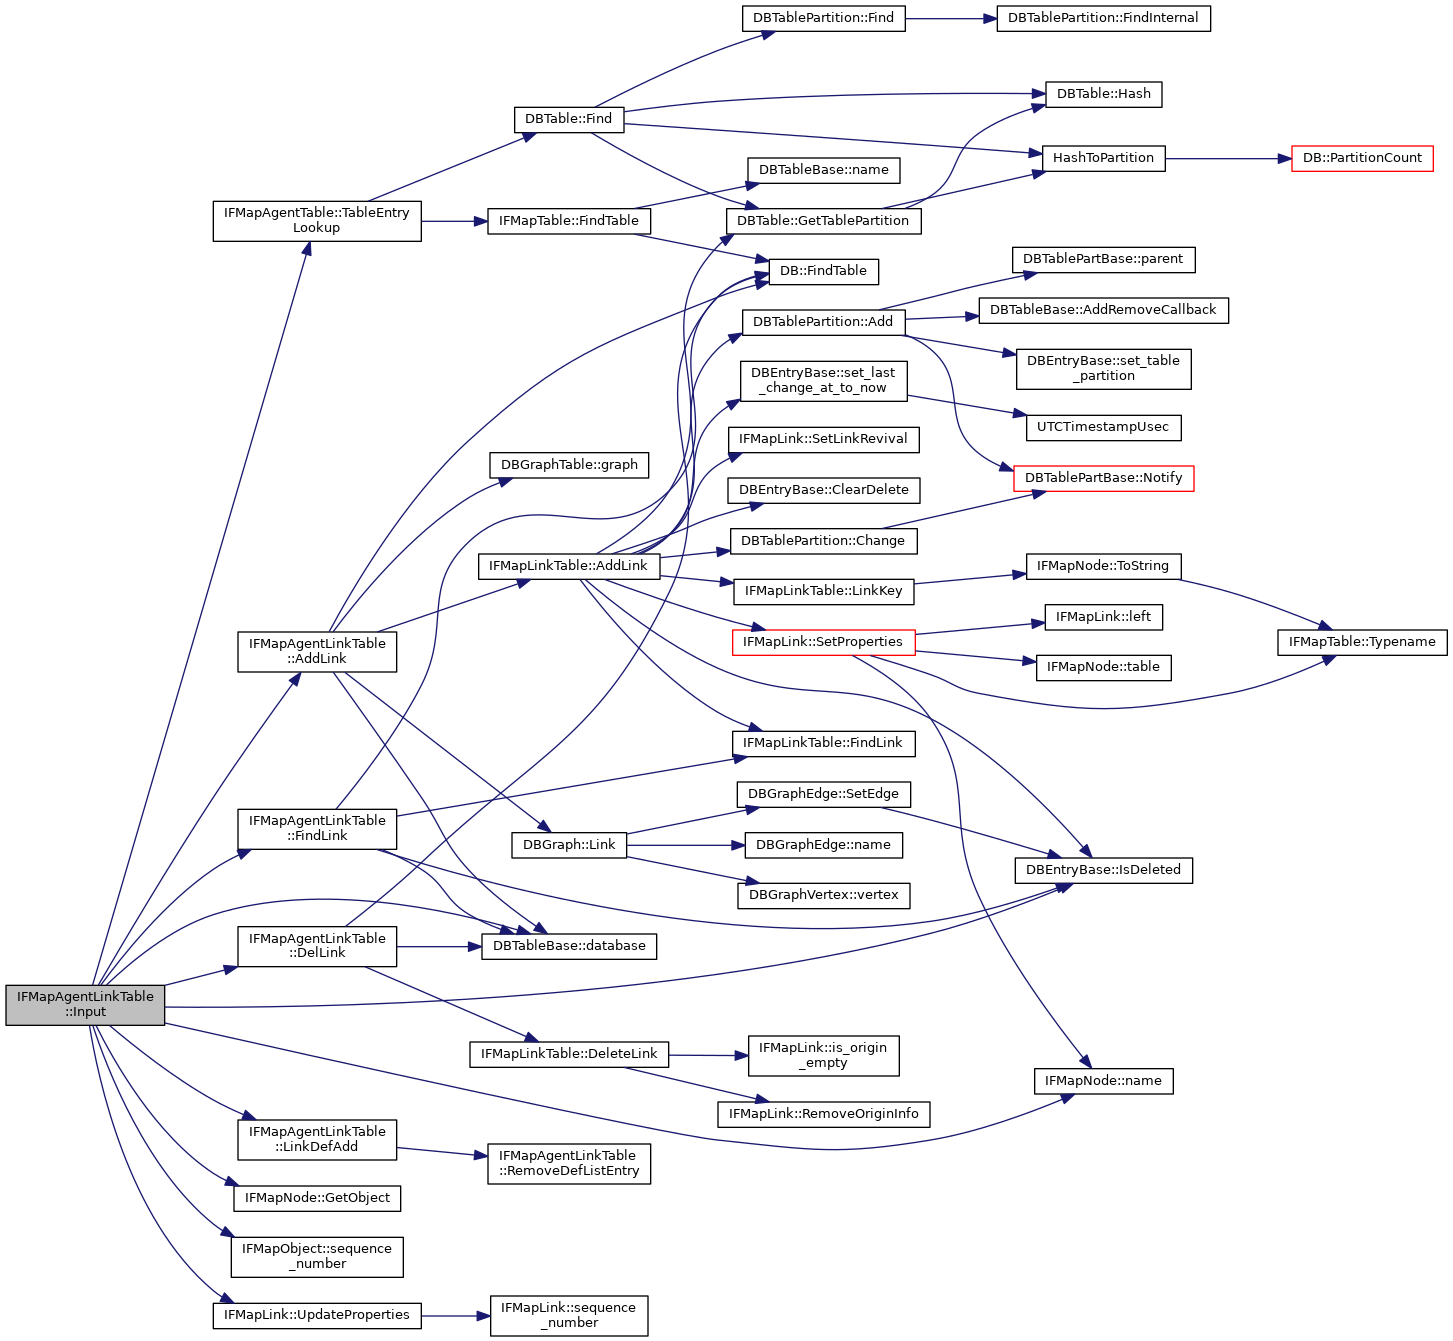 DBTablePartition::Find
DBTablePartition::FindInternal
DBTable::Hash
DBTable::Find
HashToPartition
DB::PartitionCount
DBTableBase::name
IFMapAgentTable::TableEntry
Lookup
IFMapTable::FindTable
DBTable::GetTablePartition
DBTablePartBase::parent
DB::FindTable
DBTableBase::AddRemoveCallback
DBTablePartition::Add
DBEntryBase::set_table
_partition
DBEntryBase::set_last
_change_at_to_now
UTCTimestampUsec
IFMapLink::SetLinkRevival
DBGraphTable::graph
DBTablePartBase::Notify
DBEntryBase::ClearDelete
DBTablePartition::Change
IFMapLinkTable::AddLink
IFMapNode::ToString
IFMapLinkTable::LinkKey
IFMapLink::left
IFMapAgentLinkTable
::AddLink
IFMapLink::SetProperties
IFMapTable::Typename
IFMapNode::table
IFMapLinkTable::FindLink
DBGraphEdge::SetEdge
IFMapAgentLinkTable
::FindLink
DBGraph::Link
DBGraphEdge::name
DBEntryBase::IsDeleted
DBGraphVertex::vertex
IFMapAgentLinkTable
::DelLink
DBTableBase::database
IFMapAgentLinkTable
::Input
IFMapLinkTable::DeleteLink
IFMapLink::is_origin
_empty
IFMapNode::name
IFMapLink::RemoveOriginInfo
IFMapAgentLinkTable
::LinkDefAdd
IFMapAgentLinkTable
::RemoveDefListEntry
IFMapNode::GetObject
IFMapObject::sequence
_number
IFMapLink::UpdateProperties
IFMapLink::sequence
_number